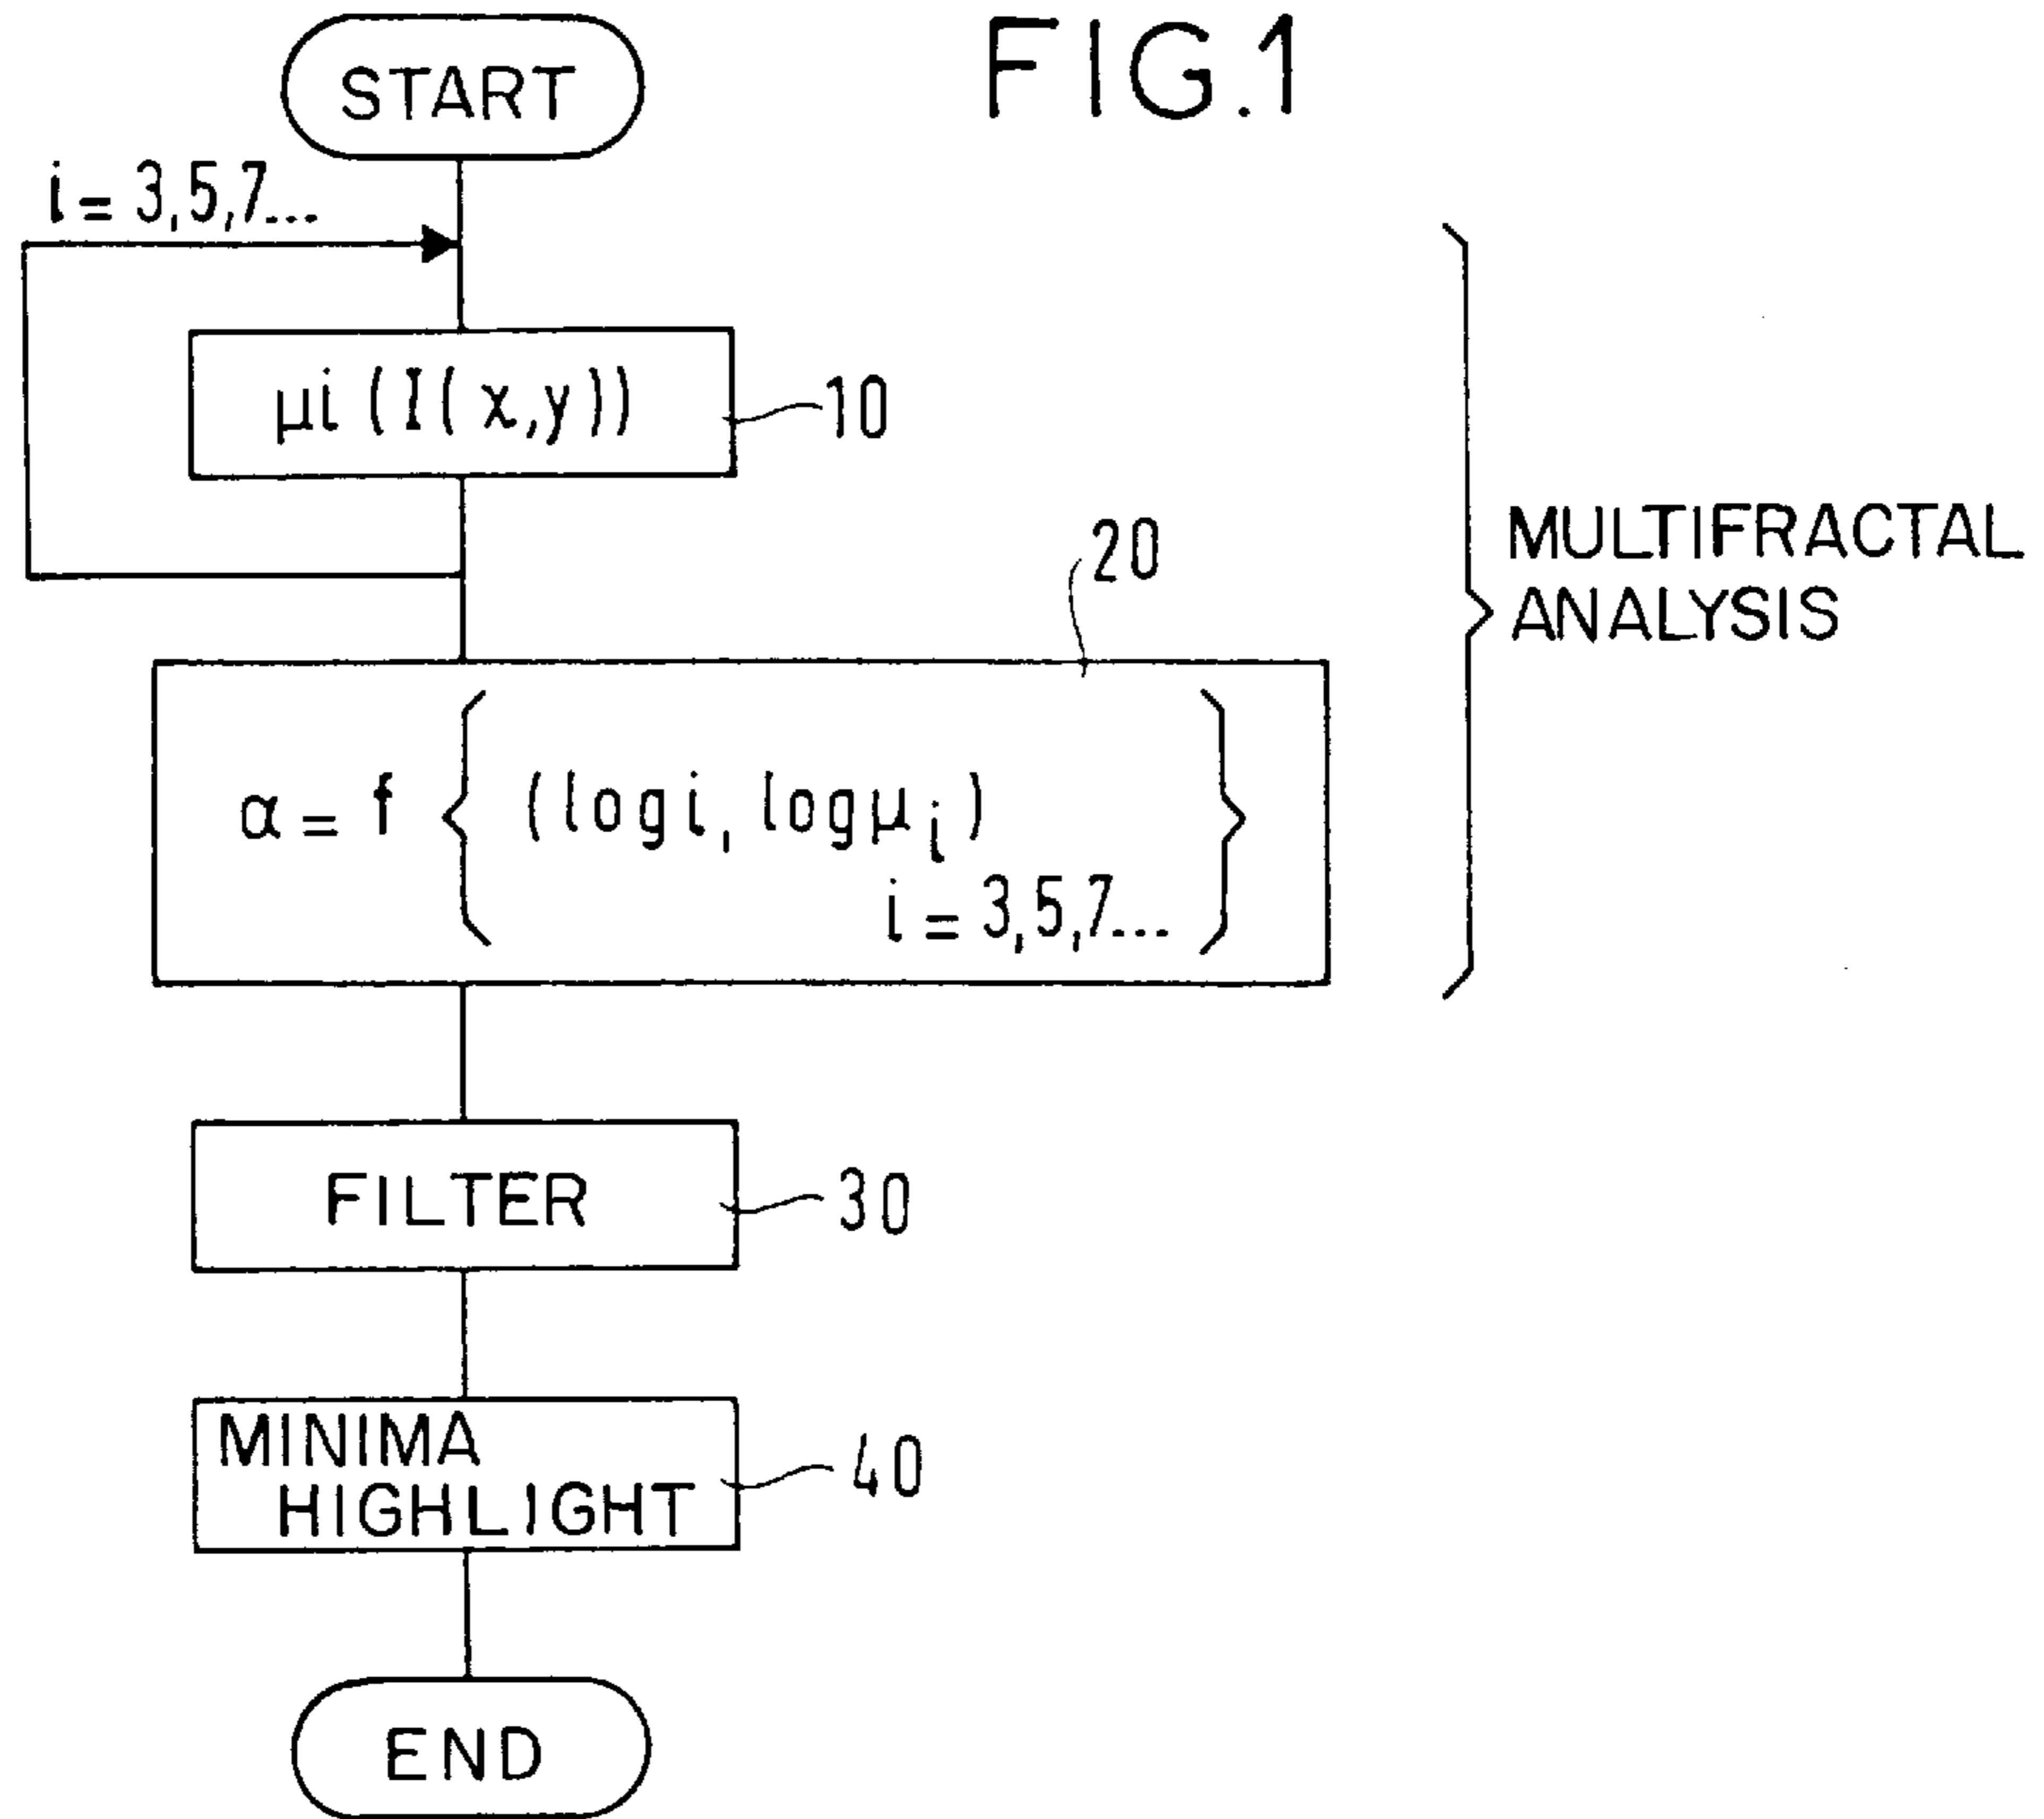 FIG.1
START
i = 3,5,7...
μi (I(x,y))
10
20
MULTIFRACTAL
ANALYSIS
α = f { (log i, log μi)
i = 3,5,7... }
FILTER
30
MINIMA
HIGHLIGHT
40
END